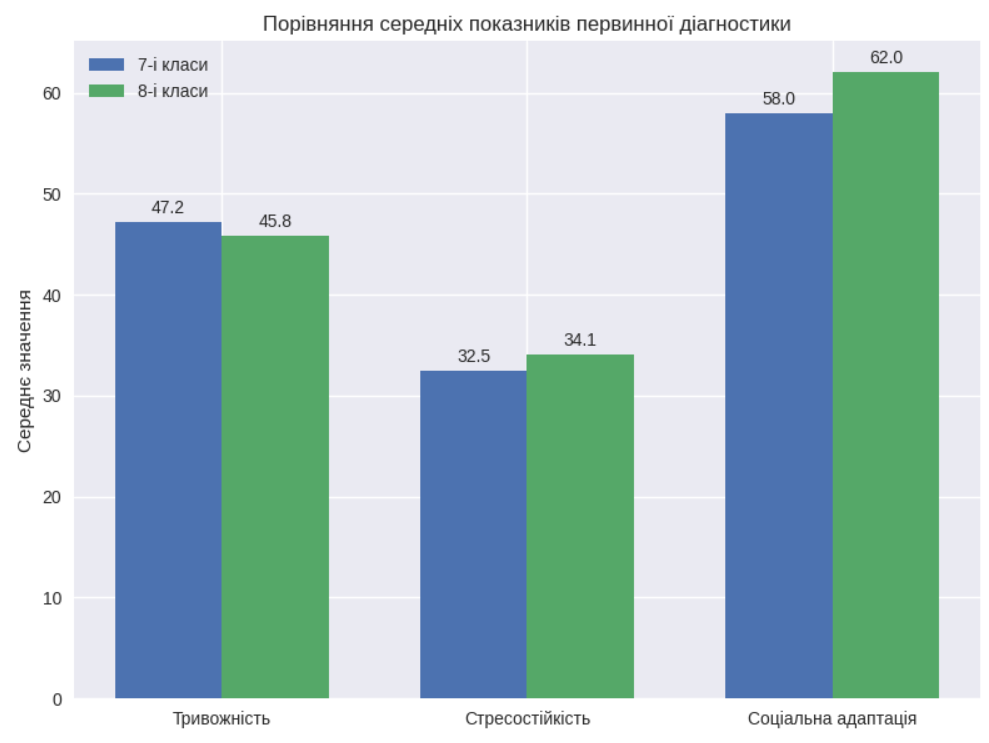 Порівняння середніх показників первинної діагностики
7-і класи
8-і класи
Середнє значення
60
50
40
30
20
10
0
47.2
45.8
32.5
34.1
58.0
62.0
Тривожність
Стресостійкість
Соціальна адаптація